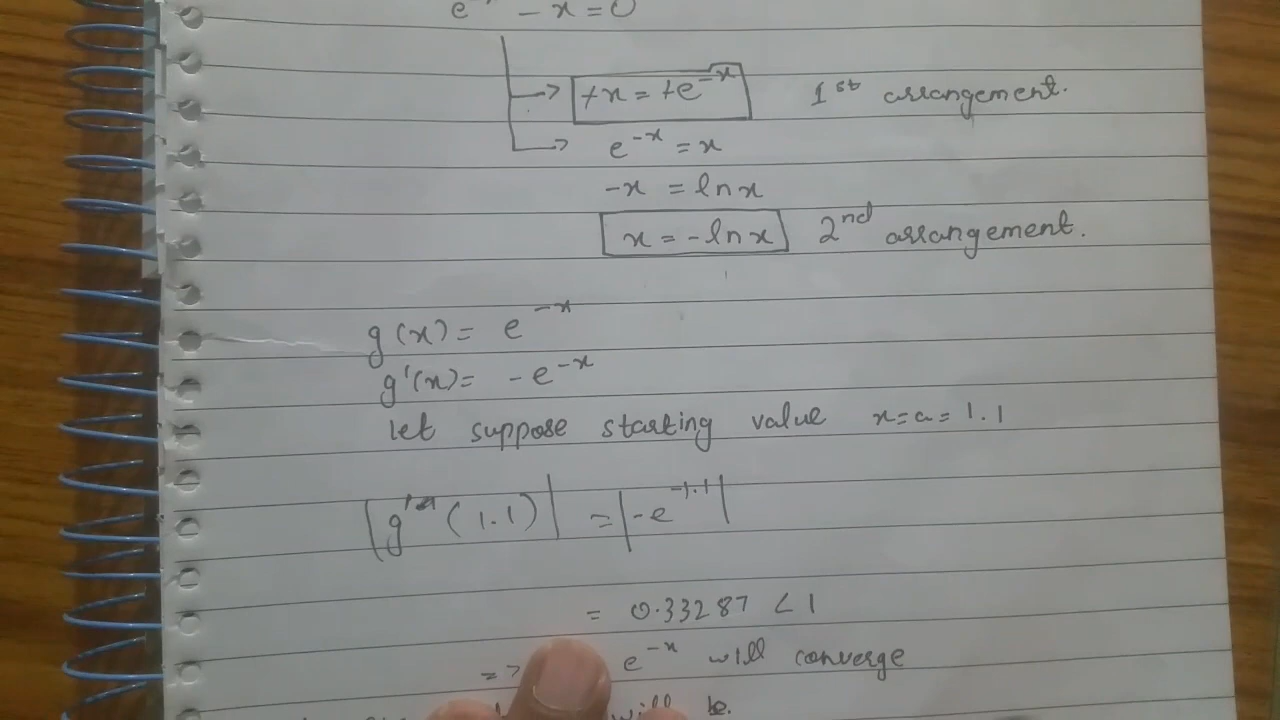 e - x = 0
+x = +e^-x 1st arrangement.
e^-x = x
-x = ln x
x = -ln x 2nd arrangement.
g(x) = e^-x
g'(x) = -e^-x
let suppose starting value x = a = 1.1
|g'(1.1)| = |-e^-1.1|
= 0.33287 < 1
=> e^-x will converge
will be.